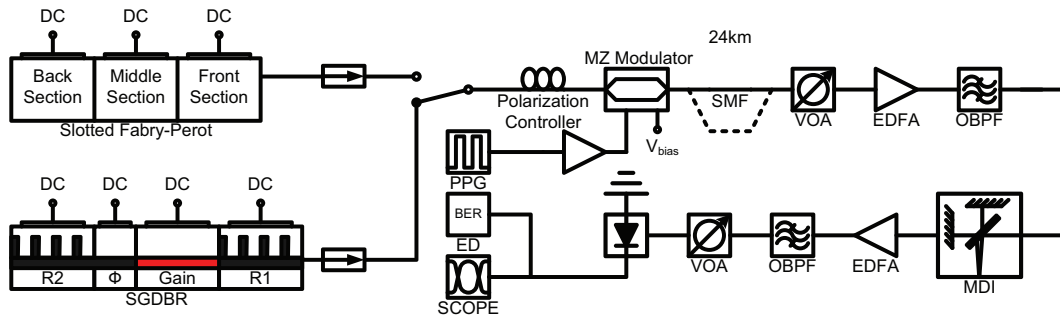 DC DC DC
Back Section
Middle Section
Front Section
Slotted Fabry-Perot
DC DC DC DC
R2 Φ Gain R1
SGDBR
Polarization Controller
MZ Modulator
V_bias
24km
SMF
VOA
EDFA
OBPF
PPG
BER
ED
SCOPE
VOA
OBPF
EDFA
MDI